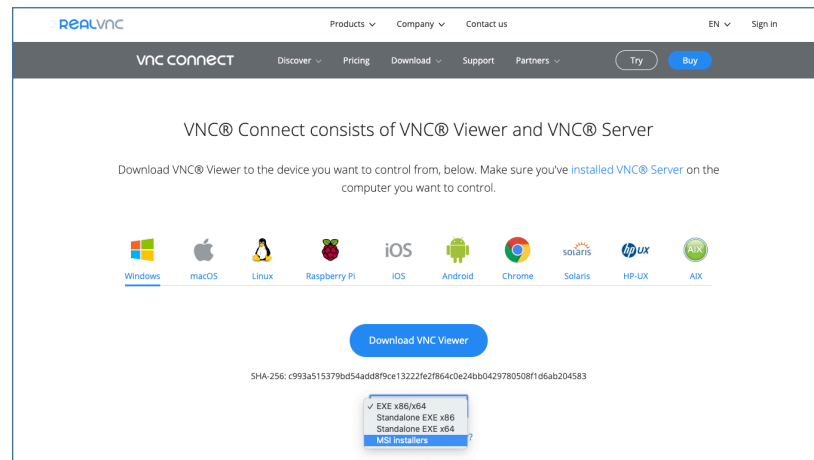 REALVNC
Products Company Contact us EN Sign in
VNC CONNECT Discover Pricing Download Support Partners Try Buy
VNC® Connect consists of VNC® Viewer and VNC® Server
Download VNC® Viewer to the device you want to control from, below. Make sure you've installed VNC® Server on the
computer you want to control.
iOS solaris hp UX AIX
Windows macOS Linux Raspberry Pi iOS Android Chrome Solaris HP-UX AIX
Download VNC Viewer
SHA-256: c993a515379bd54add8f9ce13222fe2f864c0e24bb0429780508f1d6ab204583
✓ EXE x86/x64
Standalone EXE x86
Standalone EXE x64
MSI installers
?